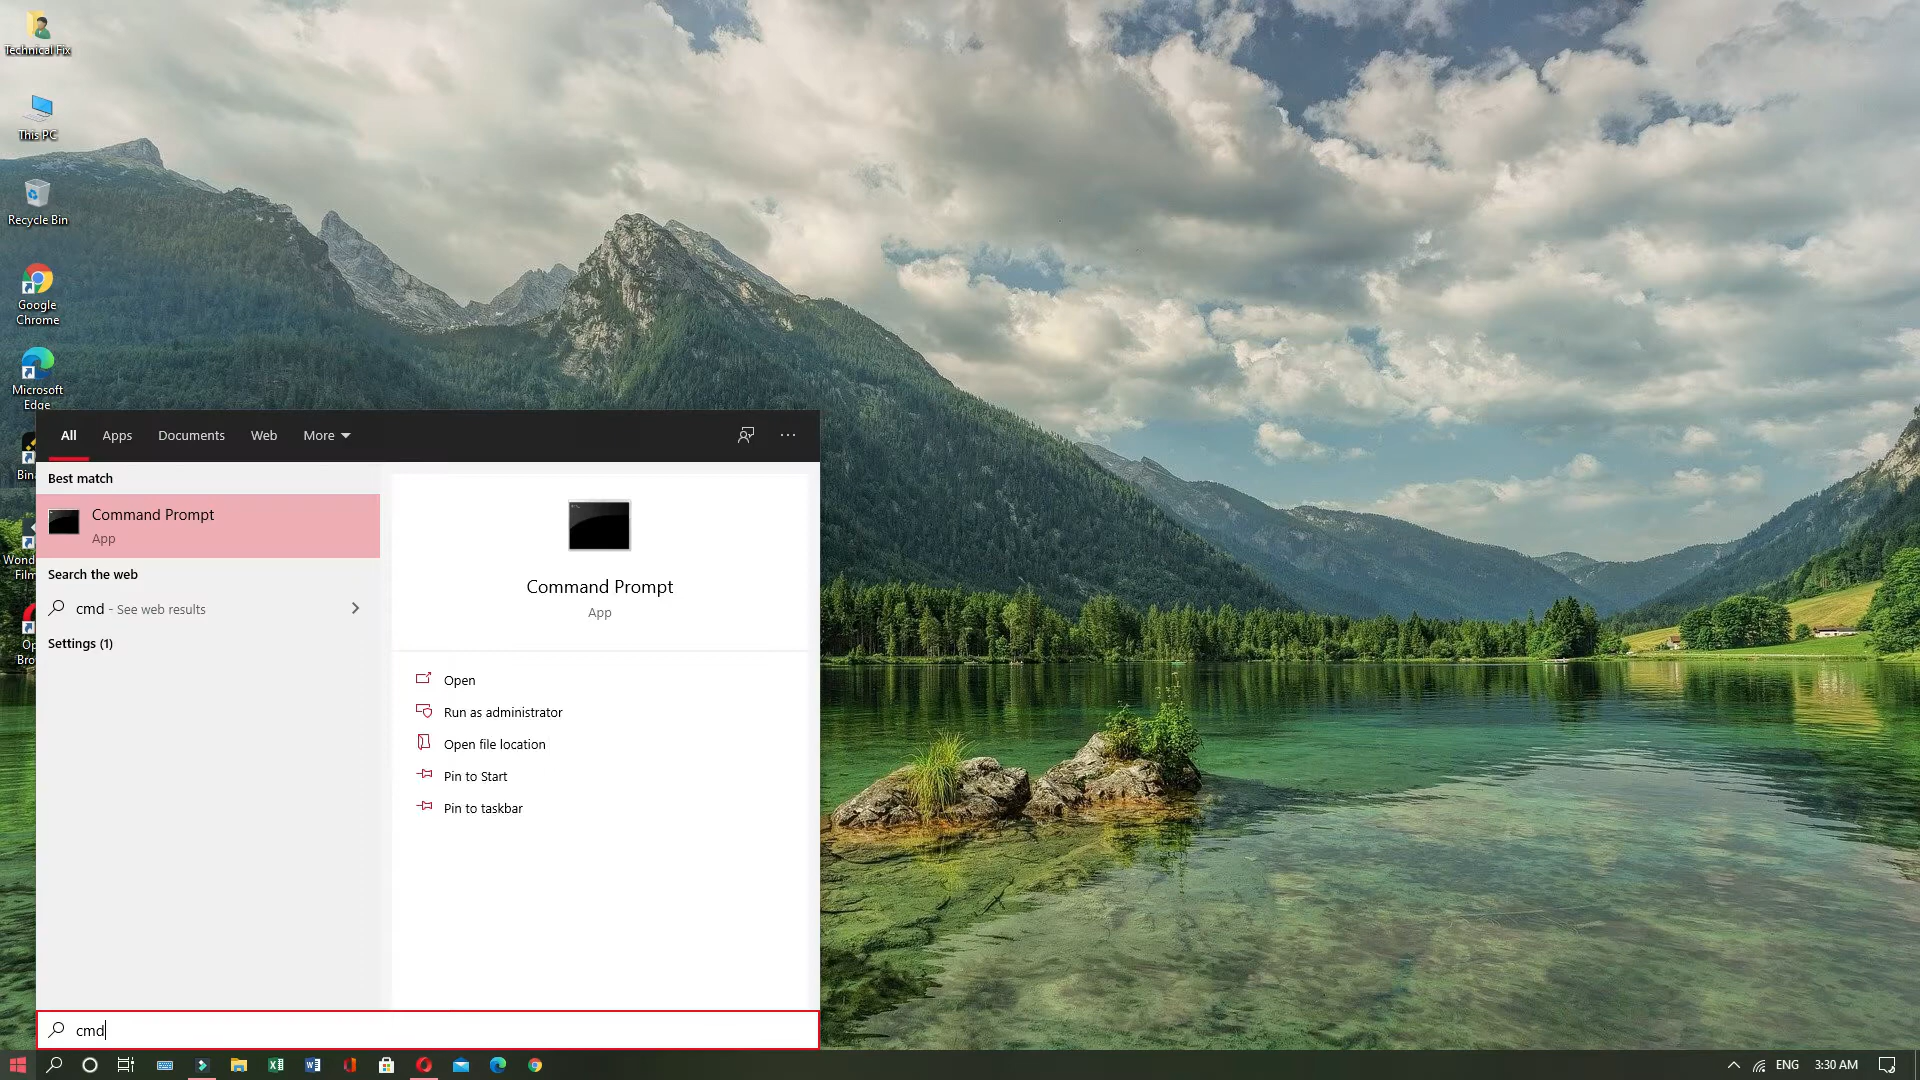 Technical Fix
This PC
Recycle Bin
Google
Chrome
Microsoft
Edge
All
Apps
Documents
Web
More
Best match
Command Prompt
App
Search the web
cmd - See web results
Settings (1)
Command Prompt
App
Open
Run as administrator
Open file location
Pin to Start
Pin to taskbar
cmd
ENG
3:30 AM